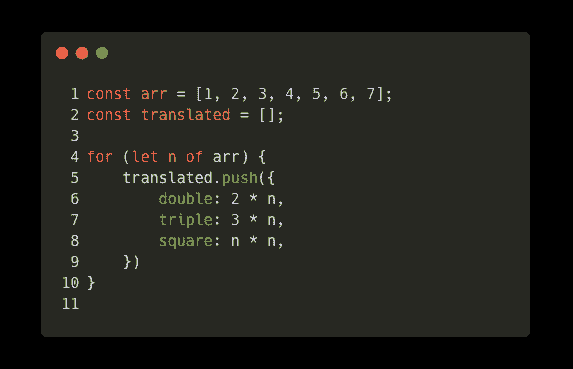 1 const arr = [1, 2, 3, 4, 5, 6, 7];
2 const translated = [];
3
4 for (let n of arr) {
5     translated.push({
6         double: 2 * n,
7         triple: 3 * n,
8         square: n * n,
9     })
10 }
11